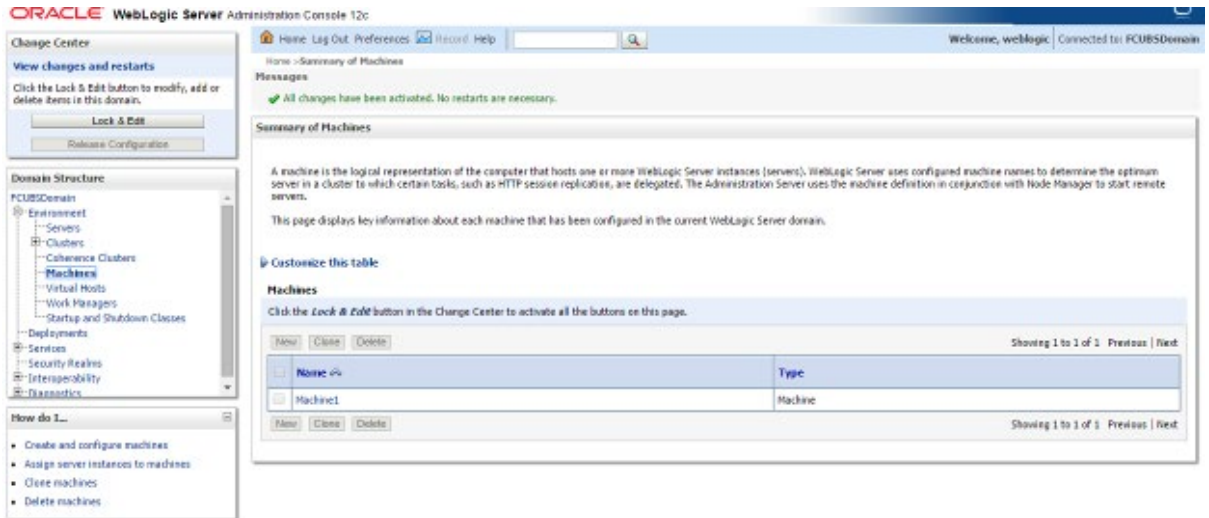 ORACLE WebLogic Server Administration Console 12c
Change Center
View changes and restarts
Click the Lock & Edit button to modify, add or
delete items in this domain.
Lock & Edit
Release Configuration
Domain Structure
FCUBSDomain
Environment
Servers
Clusters
Coherence Clusters
Machines
Virtual Hosts
Work Managers
Startup and Shutdown Classes
Deployments
Services
Security Realms
Interoperability
Diagnostics
How do I...
Create and configure machines
Assign server instances to machines
Clone machines
Delete machines
Home Log Out Preferences Record Help
Welcome, weblogic Connected to: FCUBSDomain
Home >Summary of Machines
Messages
All changes have been activated. No restarts are necessary.
Summary of Machines
A machine is the logical representation of the computer that hosts one or more WebLogic Server instances (servers). WebLogic Server uses configured machine names to determine the optimum
server in a cluster to which certain tasks, such as HTTP session replication, are delegated. The Administration Server uses the machine definition in conjunction with Node Manager to start remote
servers.
This page displays key information about each machine that has been configured in the current WebLogic Server domain.
Customize this table
Machines
Click the Lock & Edit button in the Change Center to activate all the buttons on this page.
New Clone Delete Showing 1 to 1 of 1 Previous | Next
Name Type
Machine1 Machine
New Clone Delete Showing 1 to 1 of 1 Previous | Next